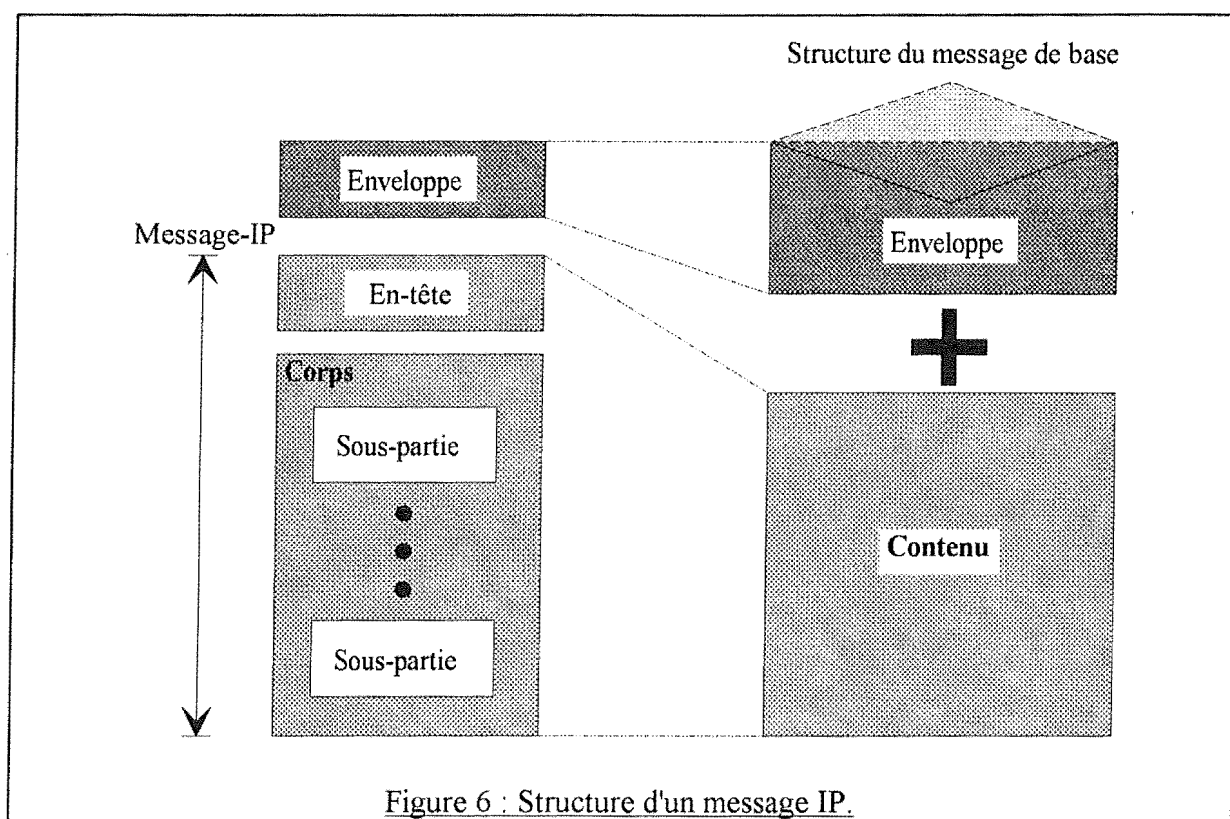 Structure du message de base
Enveloppe
Enveloppe
Message-IP
En-tête
Corps
Sous-partie
Contenu
Sous-partie
Figure 6 : Structure d'un message IP.